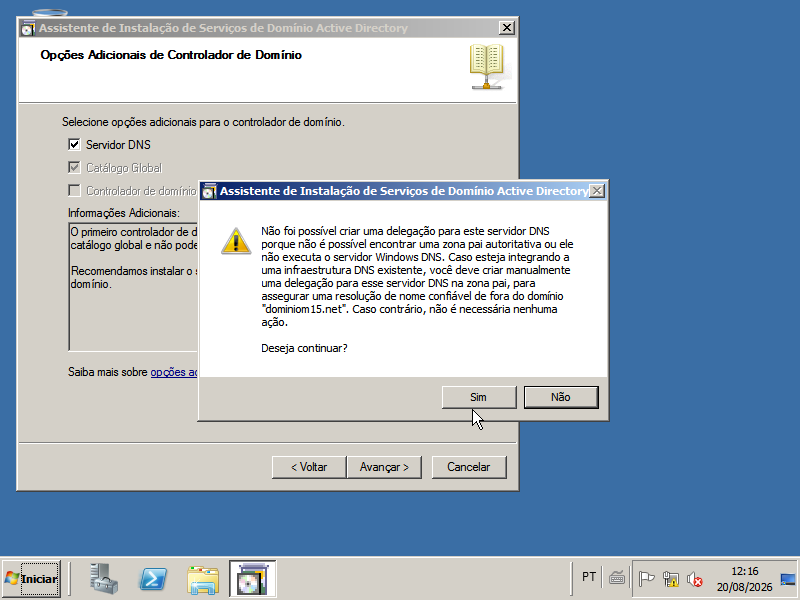 Assistente de Instalação de Serviços de Domínio Active Directory
Opções Adicionais de Controlador de Domínio
Selecione opções adicionais para o controlador de domínio.
Servidor DNS
Catálogo Global
Controlador de domínio
Informações Adicionais:
O primeiro controlador de
catálogo global e não pode
Recomendamos instalar o
domínio.
Saiba mais sobre
< Voltar
Avançar >
Cancelar
Assistente de Instalação de Serviços de Domínio Active Directory
Não foi possível criar uma delegação para este servidor DNS
porque não é possível encontrar uma zona pai autoritativa ou ele
não executa o servidor Windows DNS. Caso esteja integrando a
uma infraestrutura DNS existente, você deve criar manualmente
uma delegação para esse servidor DNS na zona pai, para
assegurar uma resolução de nome confiável de fora do domínio
"dominiom15.net". Caso contrário, não é necessária nenhuma
ação.
Deseja continuar?
Sim
Não
Iniciar
PT
12:16
20/08/2026